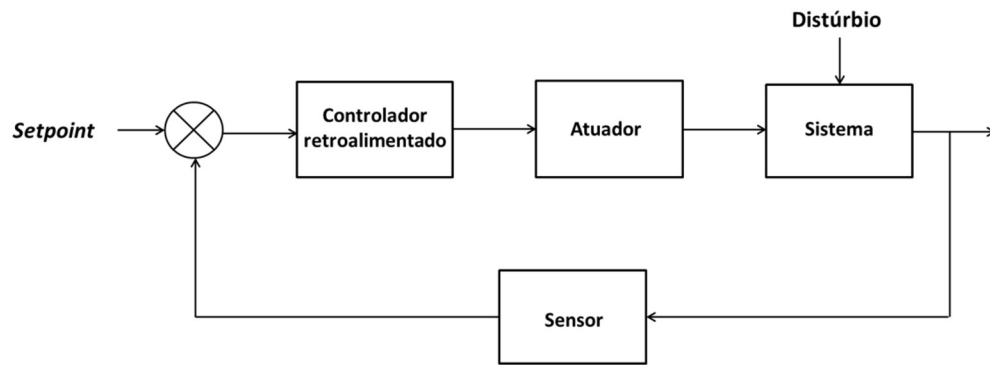 Distúrbio
Setpoint
Controlador
retroalimentado
Atuador
Sistema
Sensor